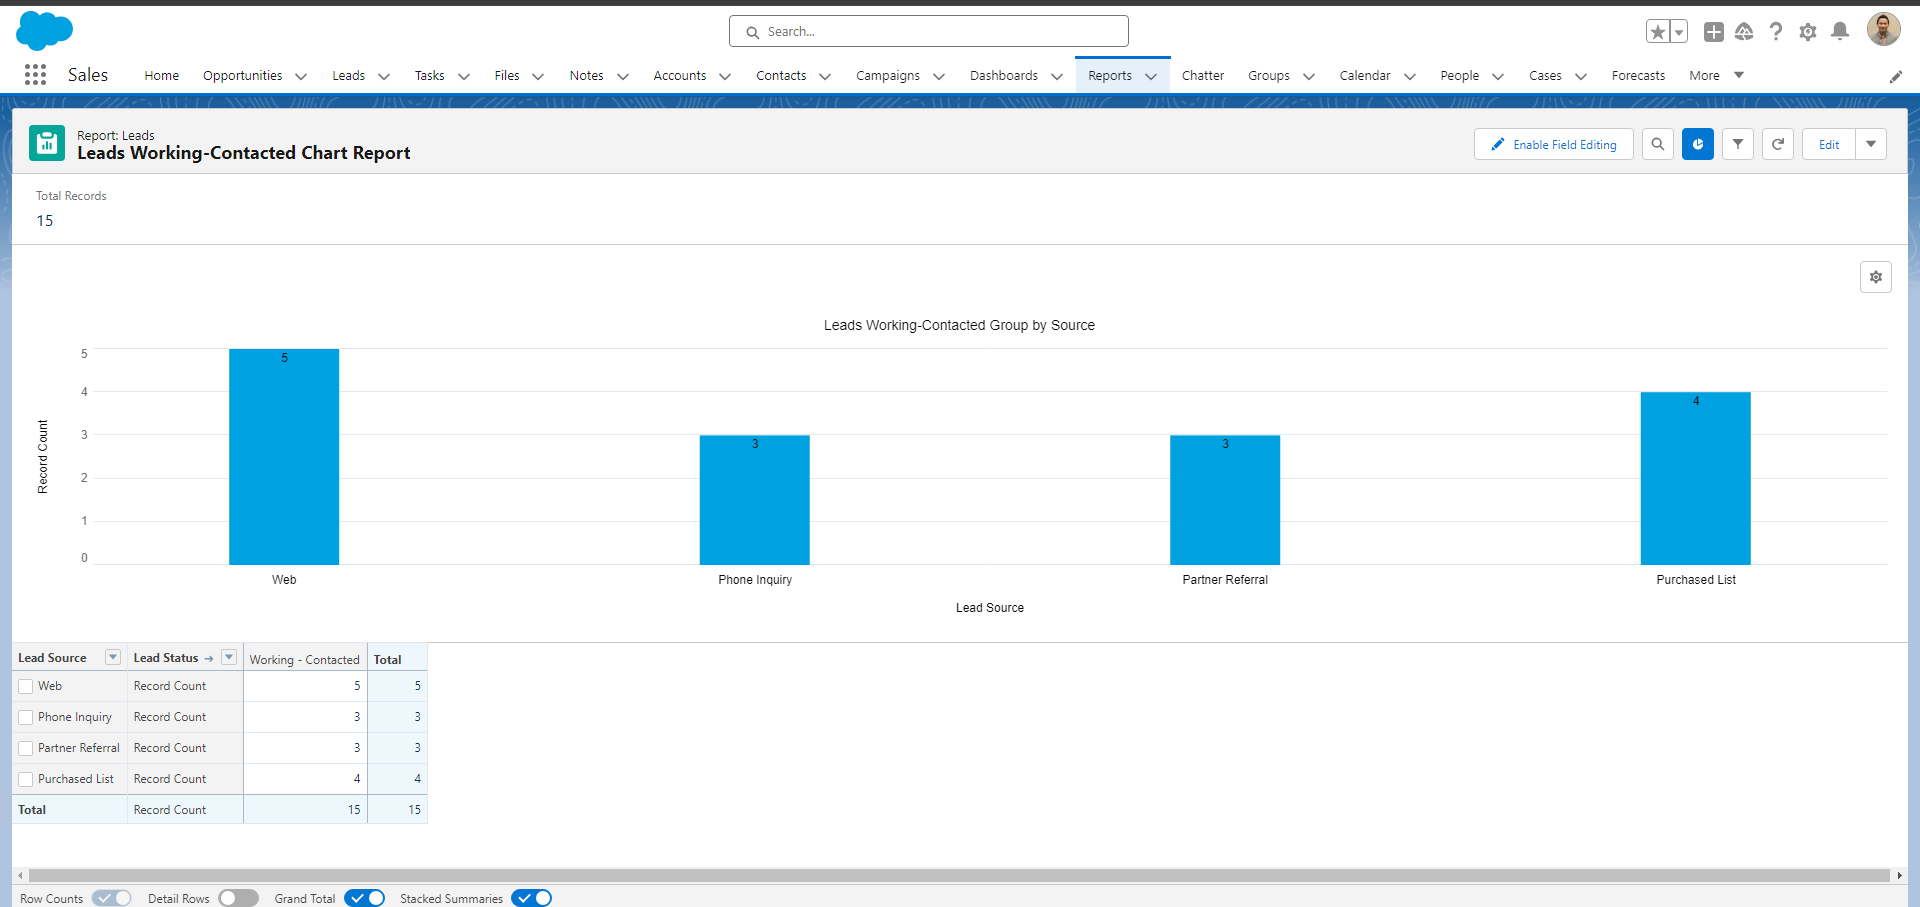 Search...
Sales
Home
Opportunities
Leads
Tasks
Files
Notes
Accounts
Contacts
Campaigns
Dashboards
Reports
Chatter
Groups
Calendar
People
Cases
Forecasts
More
Report: Leads
Leads Working-Contacted Chart Report
Enable Field Editing
Edit
Total Records
15
Leads Working-Contacted Group by Source
Record Count
5
4
3
2
1
0
5
3
3
4
Web
Phone Inquiry
Partner Referral
Purchased List
Lead Source
Lead Source Lead Status → Working - Contacted Total
Web Record Count 5 5
Phone Inquiry Record Count 3 3
Partner Referral Record Count 3 3
Purchased List Record Count 4 4
Total Record Count 15 15
Row Counts Detail Rows Grand Total Stacked Summaries